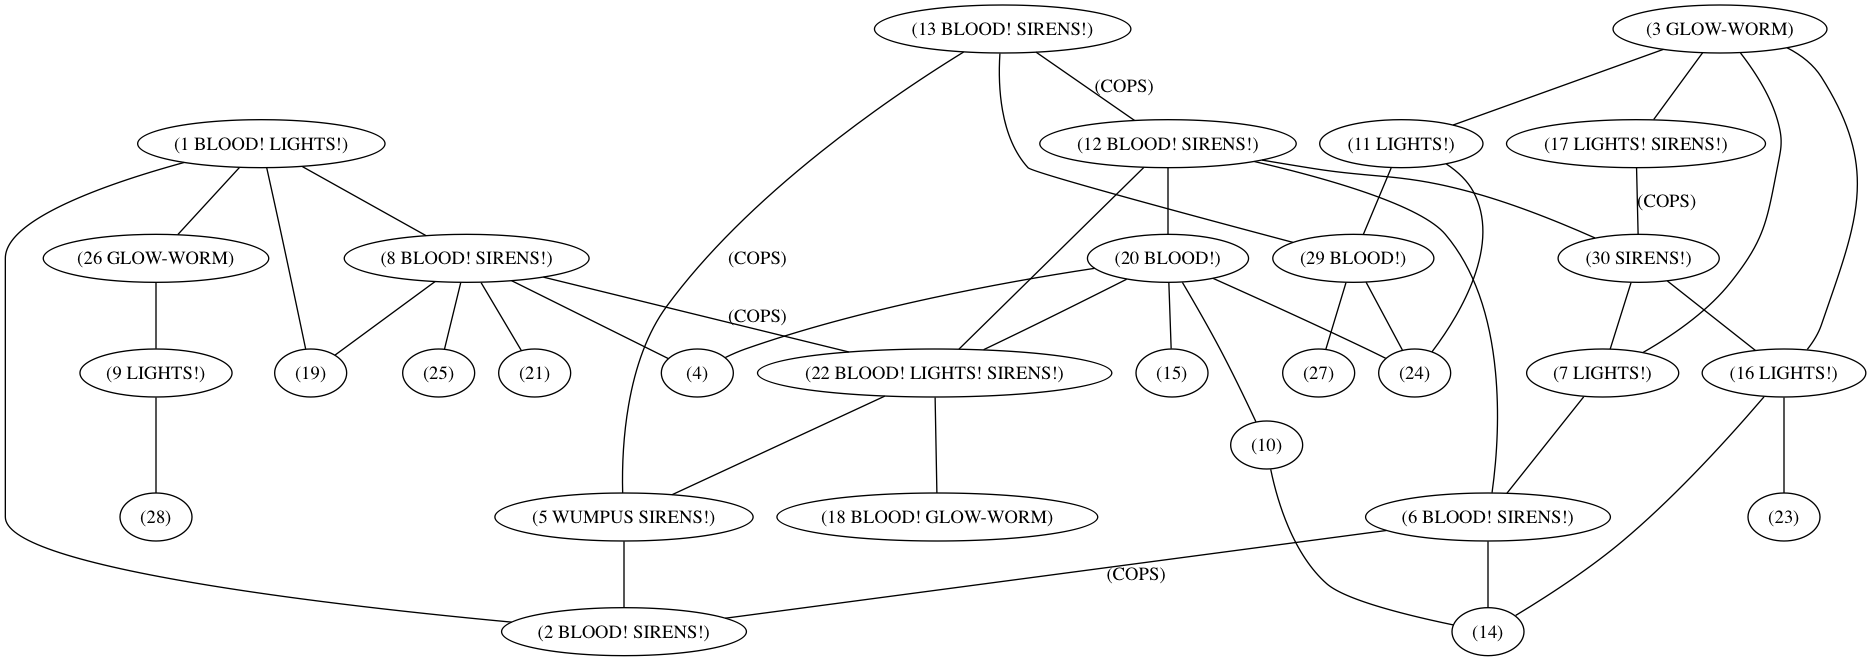 (13 BLOOD! SIRENS!)
(3 GLOW-WORM)
(COPS)
(1 BLOOD! LIGHTS!)
(12 BLOOD! SIRENS!)
(11 LIGHTS!)
(17 LIGHTS! SIRENS!)
(COPS)
(26 GLOW-WORM)
(8 BLOOD! SIRENS!)
(COPS)
(20 BLOOD!)
(29 BLOOD!)
(30 SIRENS!)
(COPS)
(9 LIGHTS!)
(19)
(25)
(21)
(4)
(22 BLOOD! LIGHTS! SIRENS!)
(15)
(27)
(24)
(7 LIGHTS!)
(16 LIGHTS!)
(10)
(28)
(5 WUMPUS SIRENS!)
(18 BLOOD! GLOW-WORM)
(6 BLOOD! SIRENS!)
(23)
(COPS)
(2 BLOOD! SIRENS!)
(14)